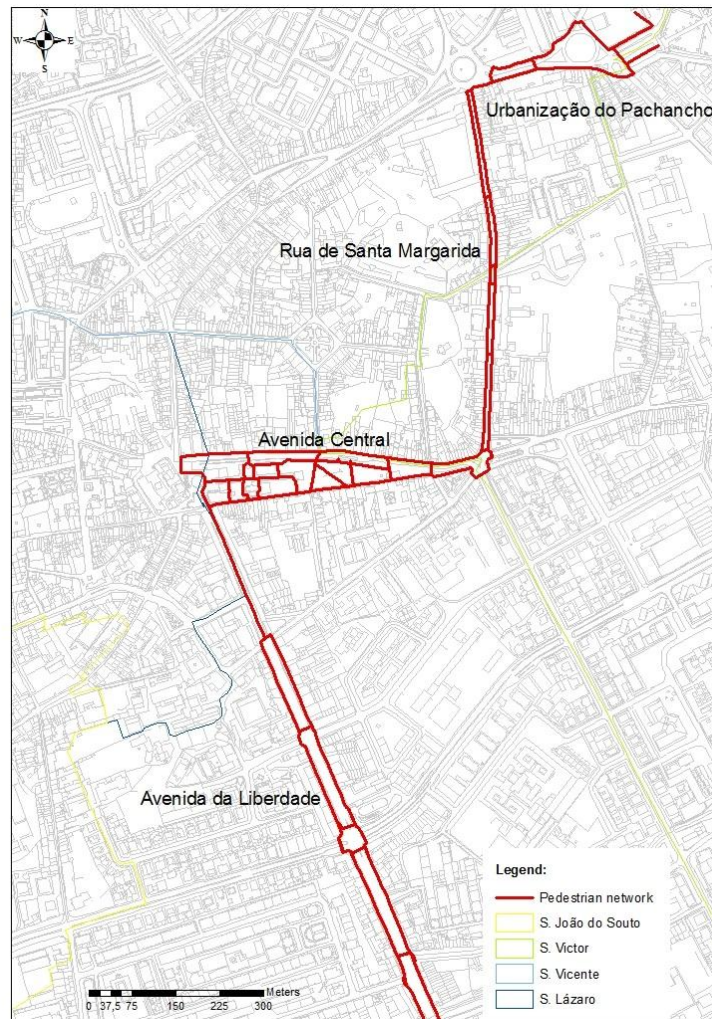 N
W E
S
Urbanização do Pachancho
Rua de Santa Margarida
Avenida Central
Avenida da Liberdade
Legend:
Pedestrian network
S. João do Souto
S. Victor
S. Vicente
S. Lázaro
Meters
0 37,5 75 150 225 300